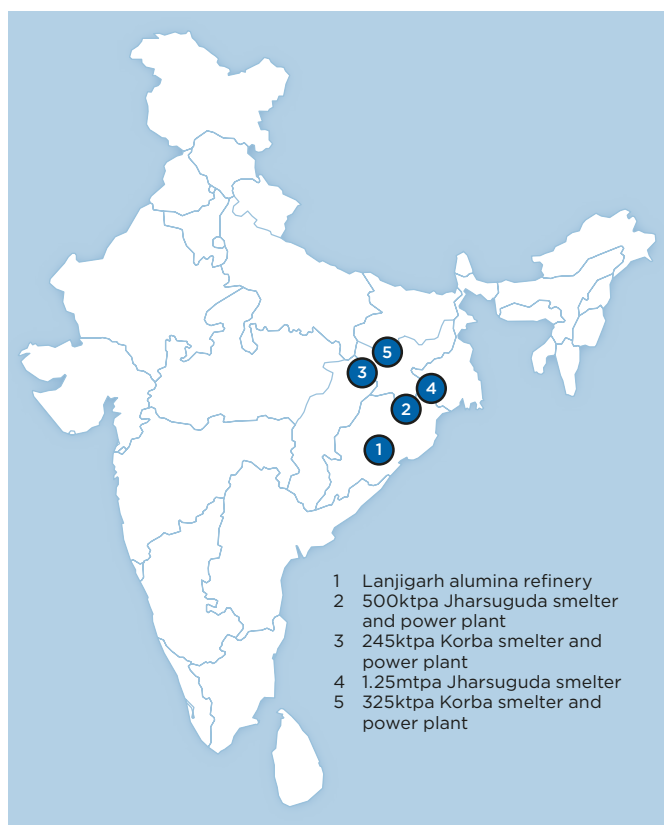 5
3
4
2
1
1 Lanjigarh alumina refinery
2 500ktpa Jharsuguda smelter
and power plant
3 245ktpa Korba smelter and
power plant
4 1.25mtpa Jharsuguda smelter
5 325ktpa Korba smelter and
power plant